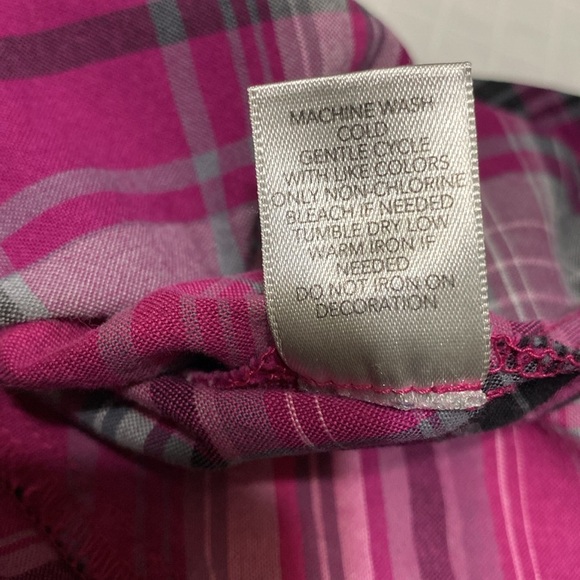 MACHINE WASH
COLD
GENTLE CYCLE
WITH LIKE COLORS
ONLY NON-CHLORINE
BLEACH IF NEEDED
TUMBLE DRY LOW
WARM IRON IF
NEEDED
DO NOT IRON ON
DECORATION